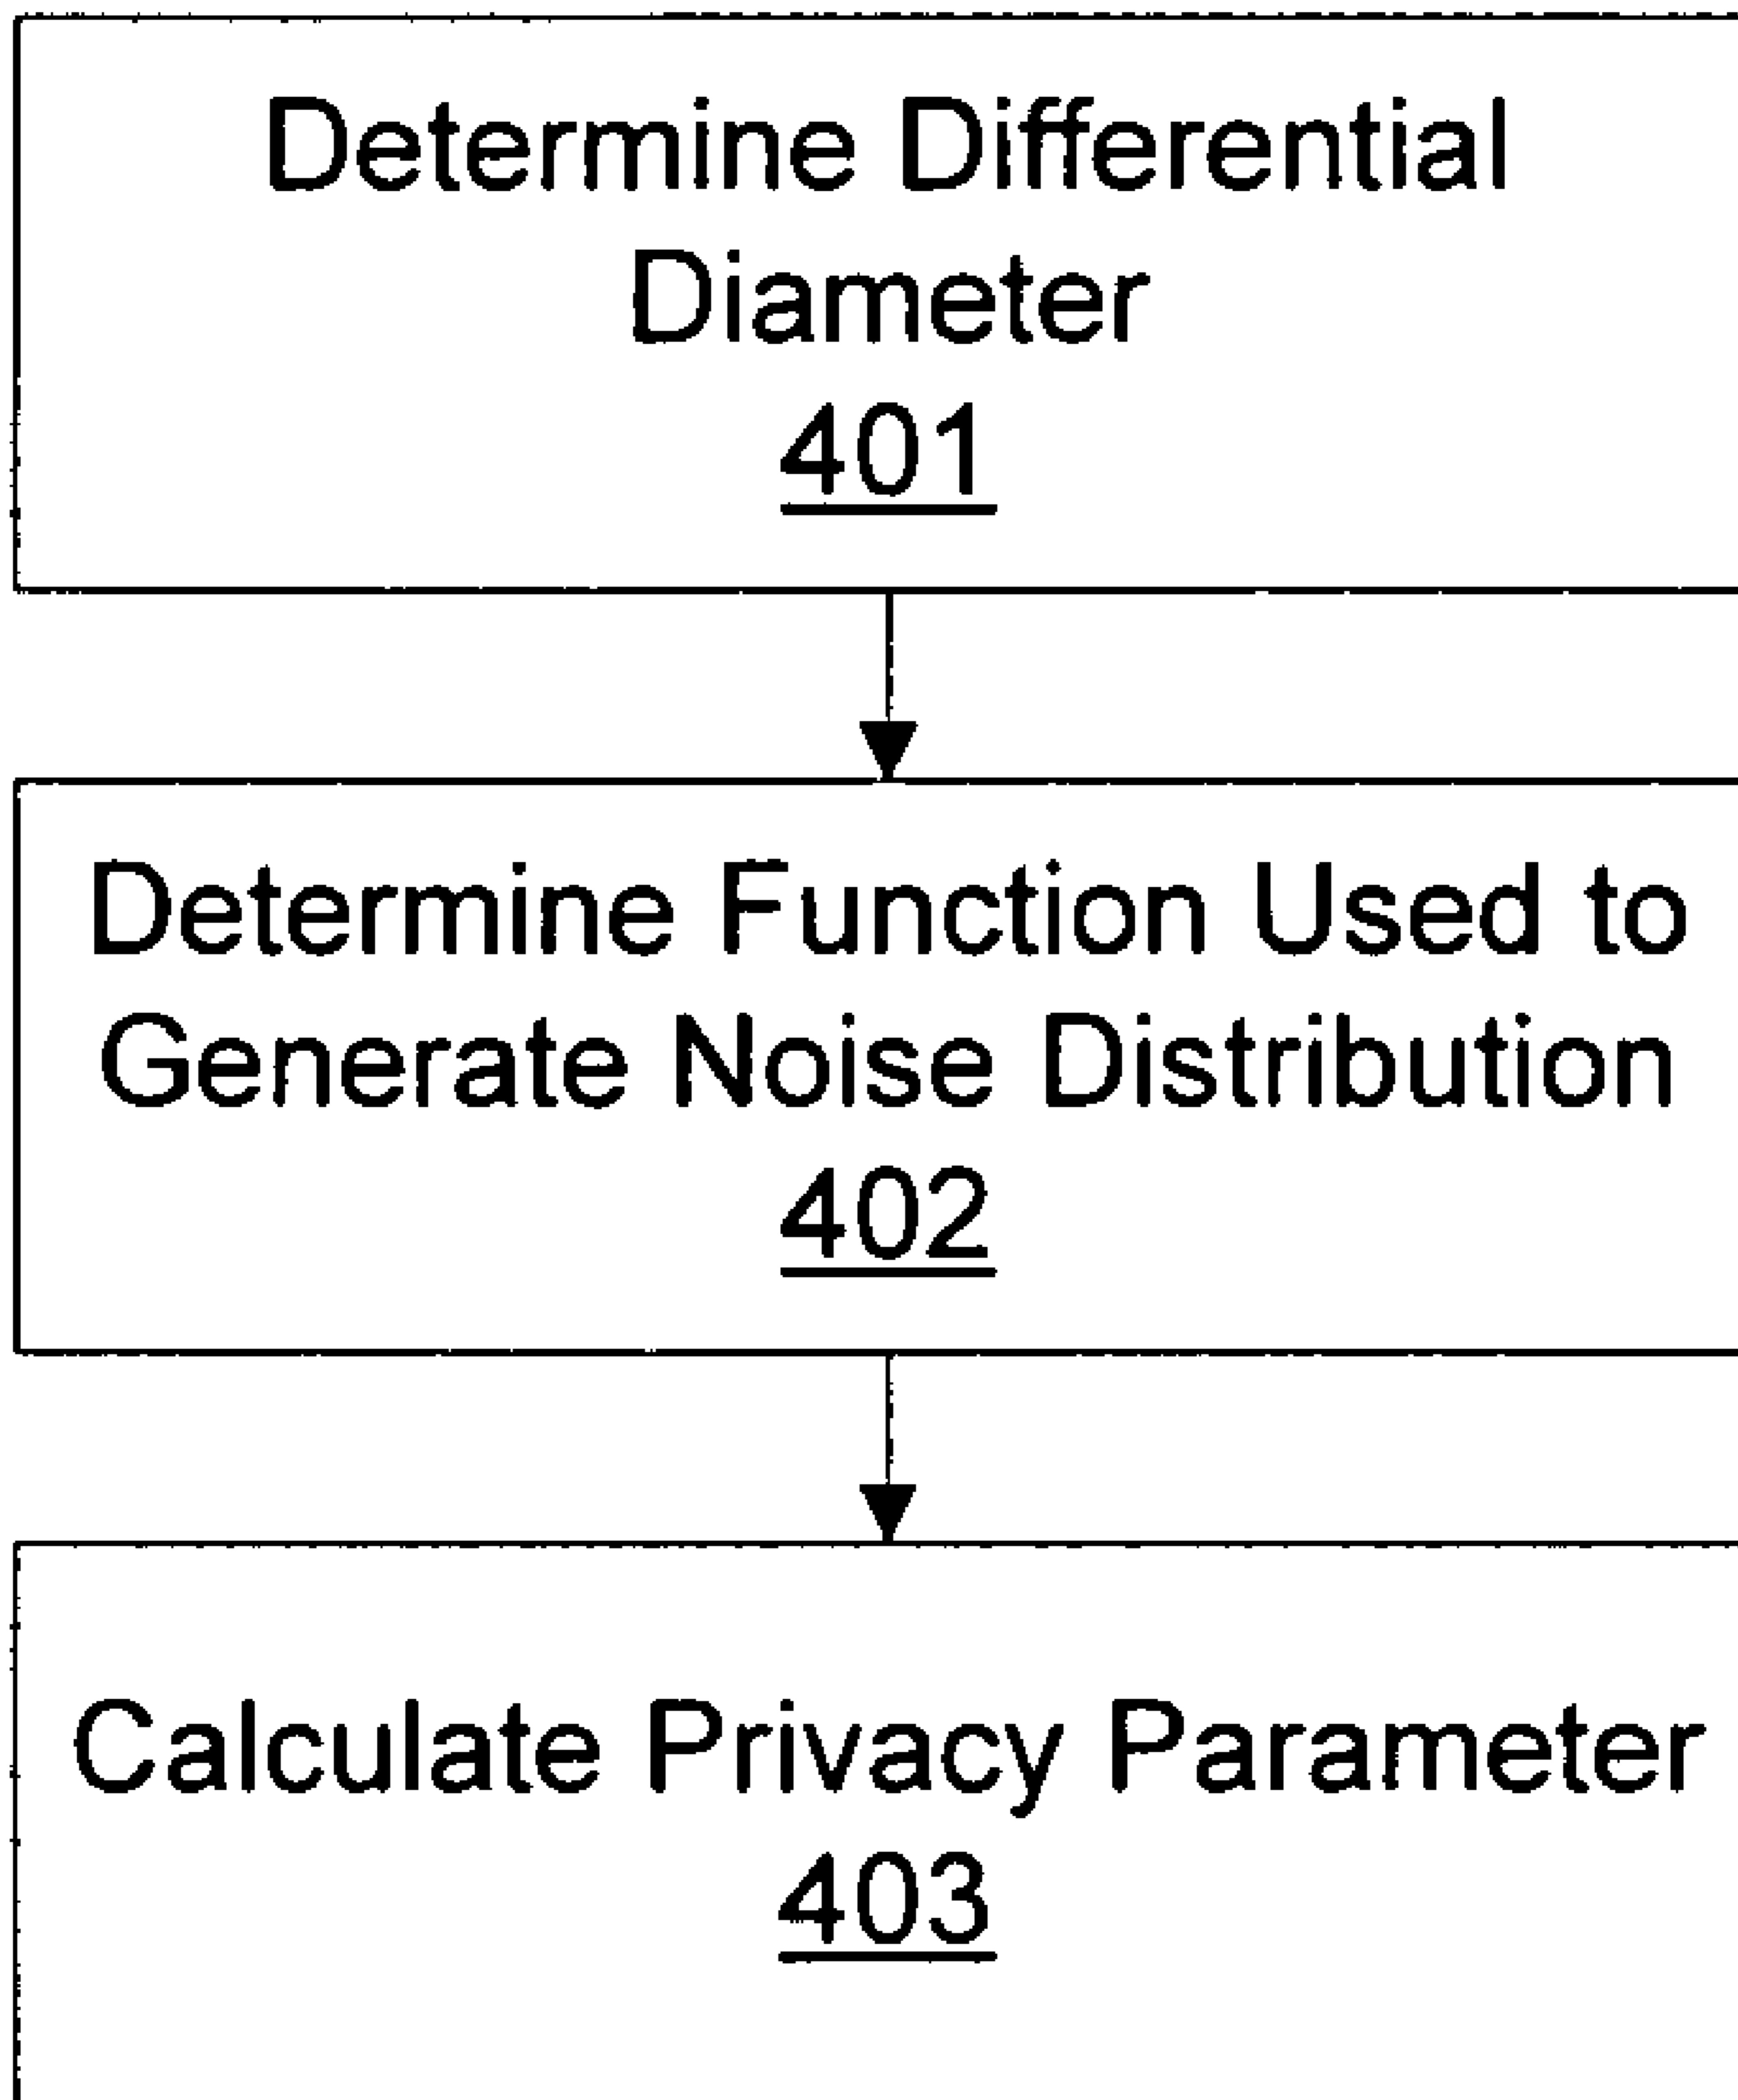 Determine Differential
Diameter
401
Determine Function Used to
Generate Noise Distribution
402
Calculate Privacy Parameter
403